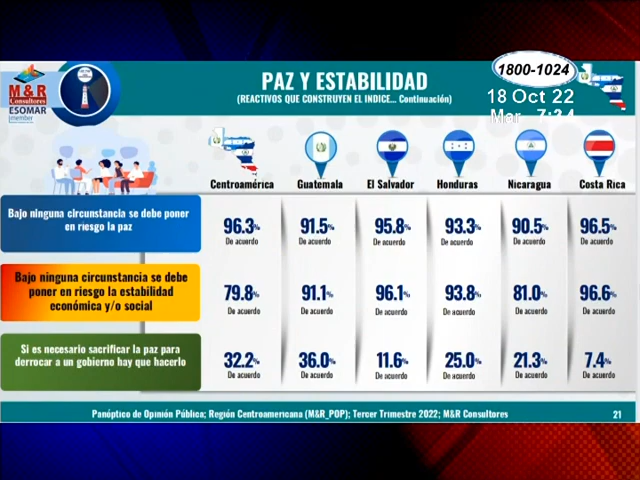 M&R
Consultores
ESOMAR
member
PAZ Y ESTABILIDAD
(REACTIVOS QUE CONSTRUYEN EL INDICE... Continuación)
1800-1024
18 Oct 22
Mar 7:34
Centroamérica Guatemala El Salvador Honduras Nicaragua Costa Rica
Bajo ninguna circunstancia se debe poner
en riesgo la paz
96.3% 91.5% 95.8% 93.3% 90.5% 96.5%
De acuerdo De acuerdo De acuerdo De acuerdo De acuerdo De acuerdo
Bajo ninguna circunstancia se debe
poner en riesgo la estabilidad
económica y/o social
79.8% 91.1% 96.1% 93.8% 81.0% 96.6%
De acuerdo De acuerdo De acuerdo De acuerdo De acuerdo De acuerdo
Si es necesario sacrificar la paz para
derrocar a un gobierno hay que hacerlo
32.2% 36.0% 11.6% 25.0% 21.3% 7.4%
De acuerdo De acuerdo De acuerdo De acuerdo De acuerdo De acuerdo
Panóptico de Opinión Pública; Región Centroamericana (M&R_POP); Tercer Trimestre 2022; M&R Consultores
21